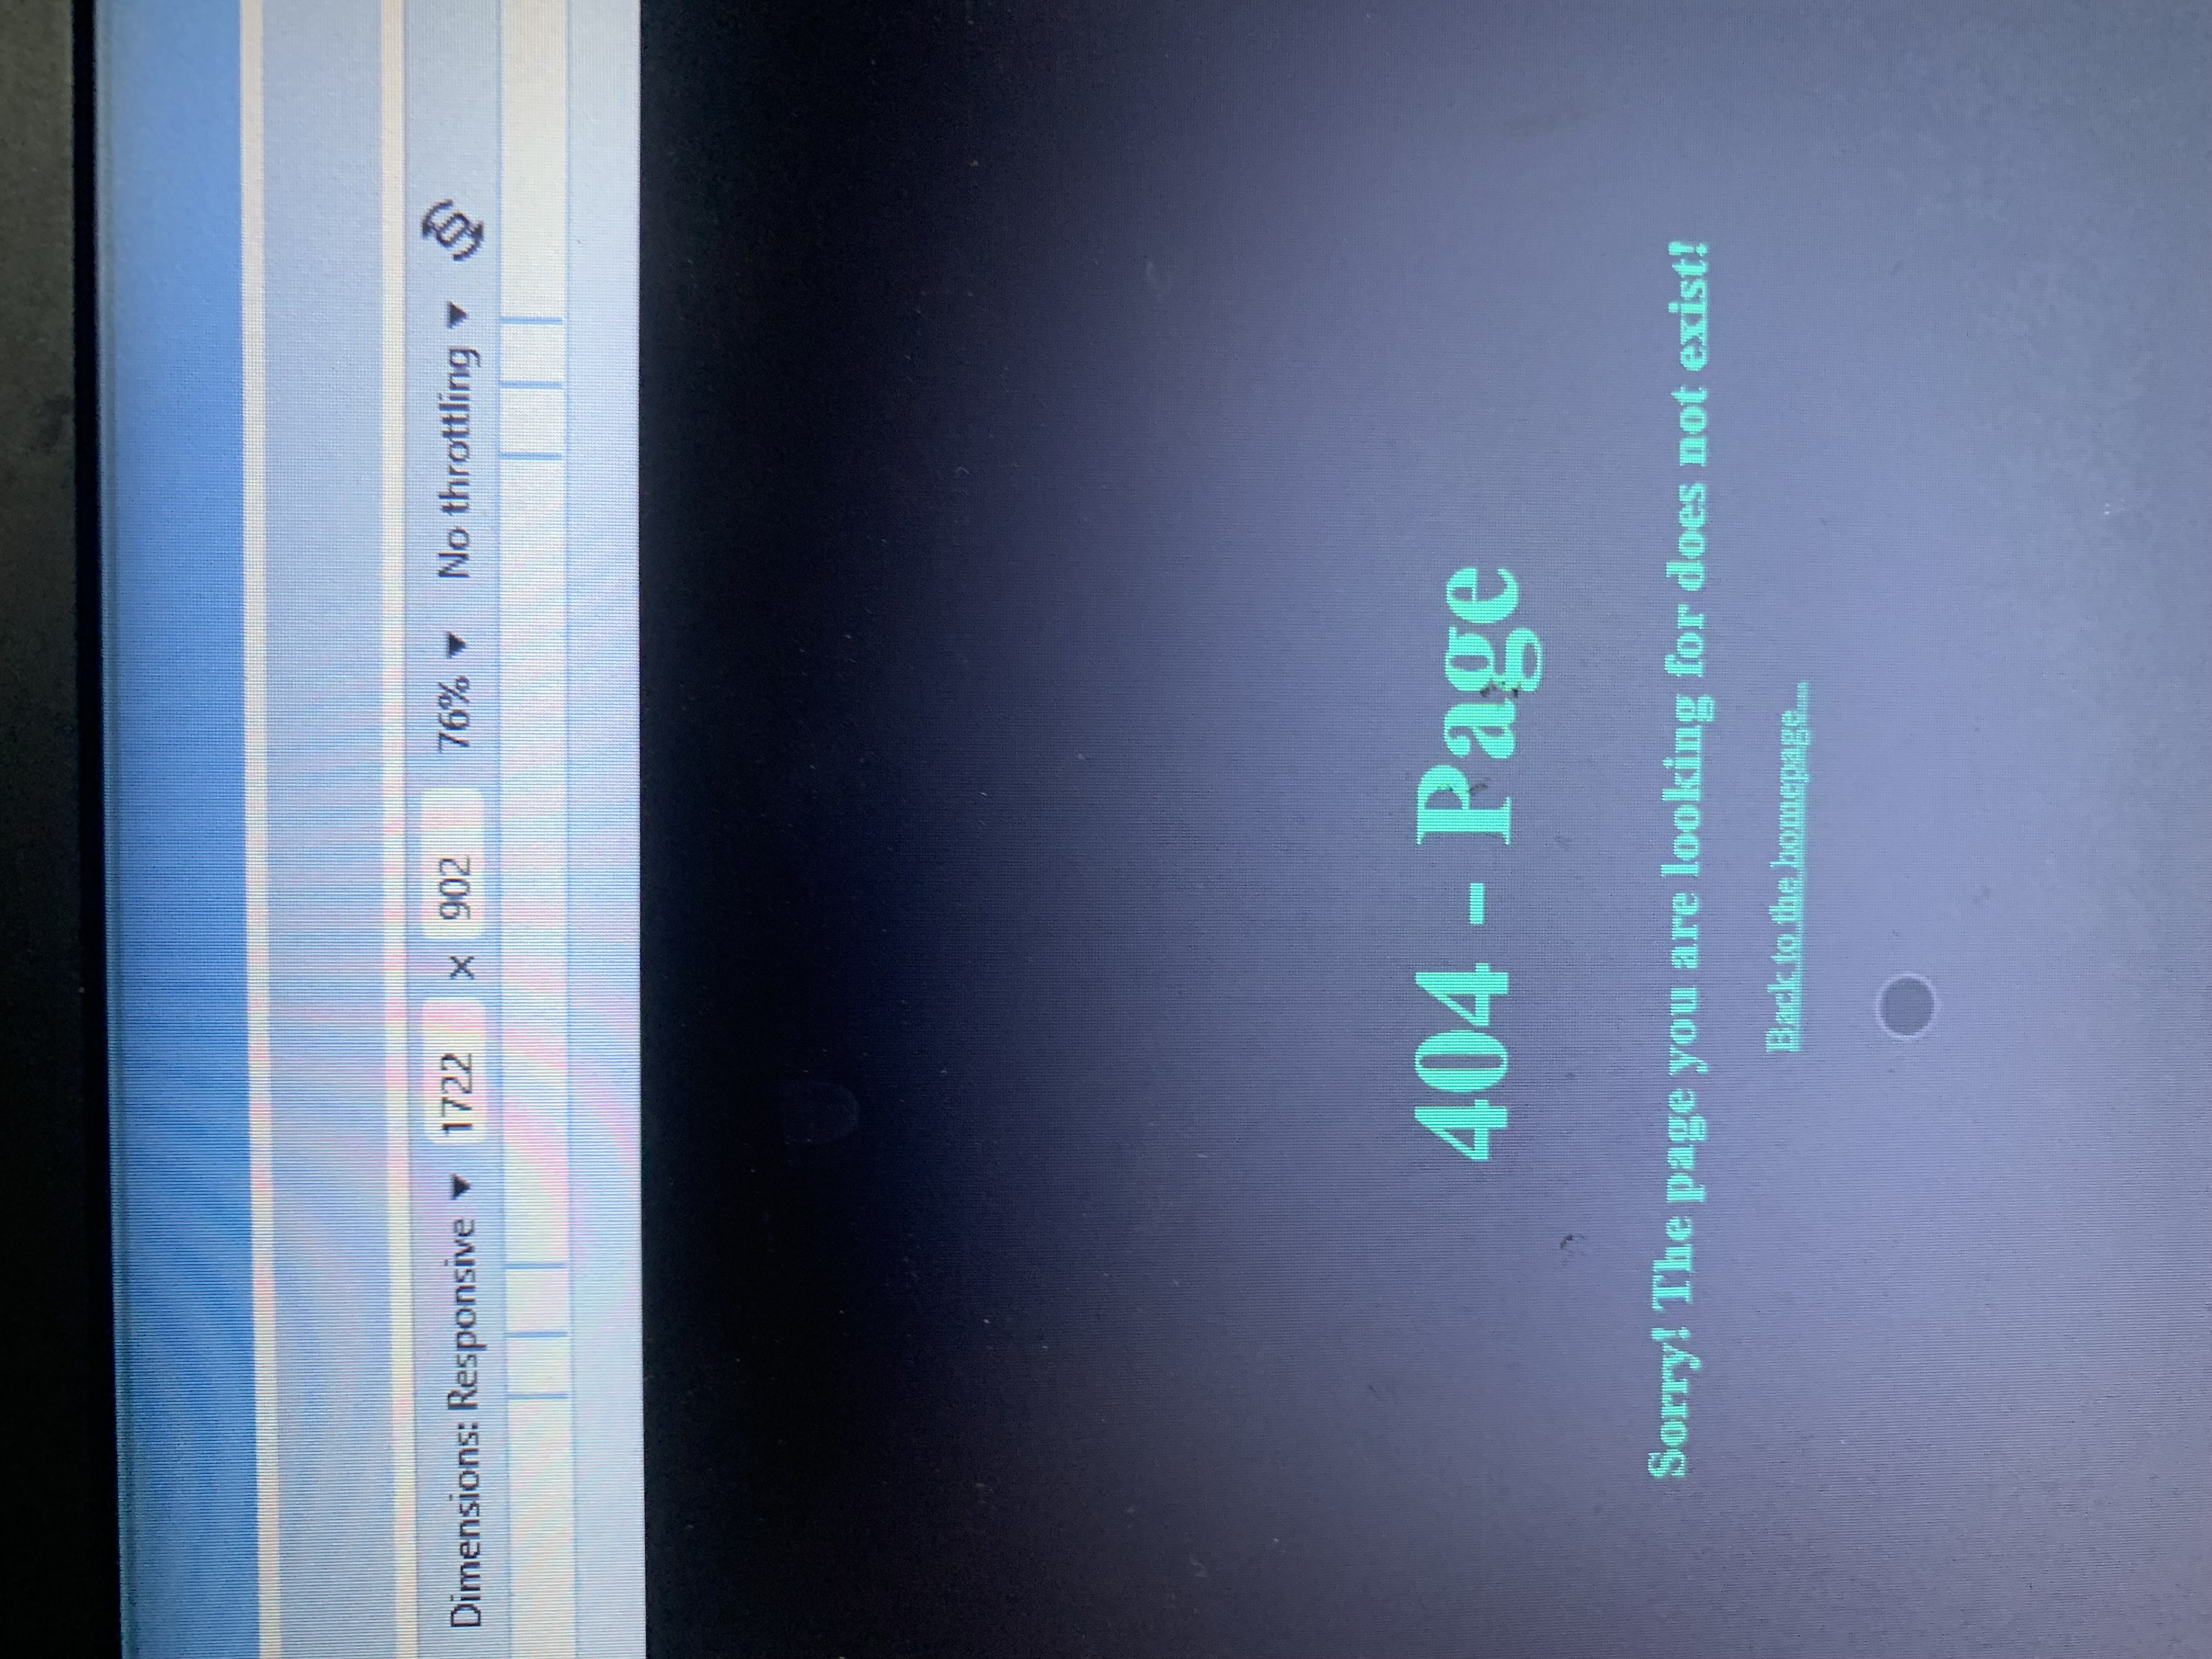 Dimensions: Responsive 1722 x 902 76% No throttling
404 - Page
Sorry! The page you are looking for does not exist!
Back to the homepage...